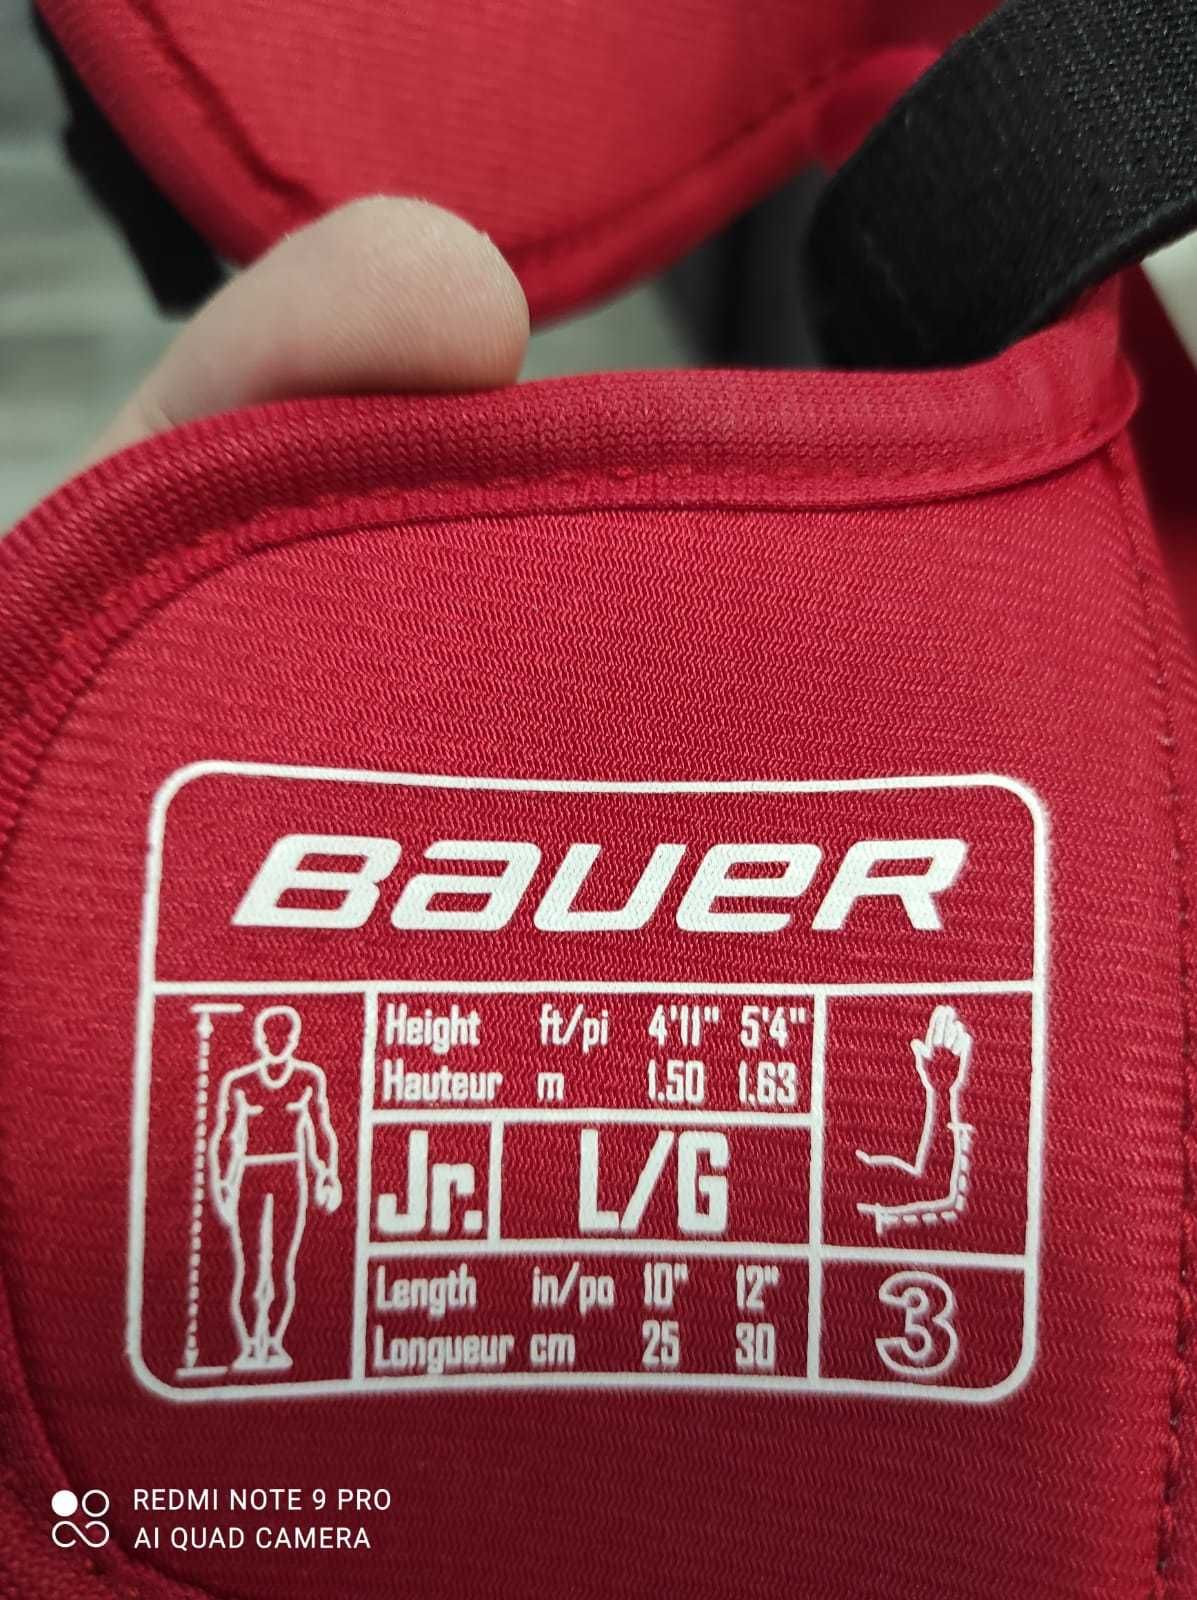 BAUER
Height ft/pi 4'11" 5'4"
Hauteur m 1.50 1.63
Jr. L/G
Length in/po 10" 12"
Longueur cm 25 30
3
REDMI NOTE 9 PRO
AI QUAD CAMERA